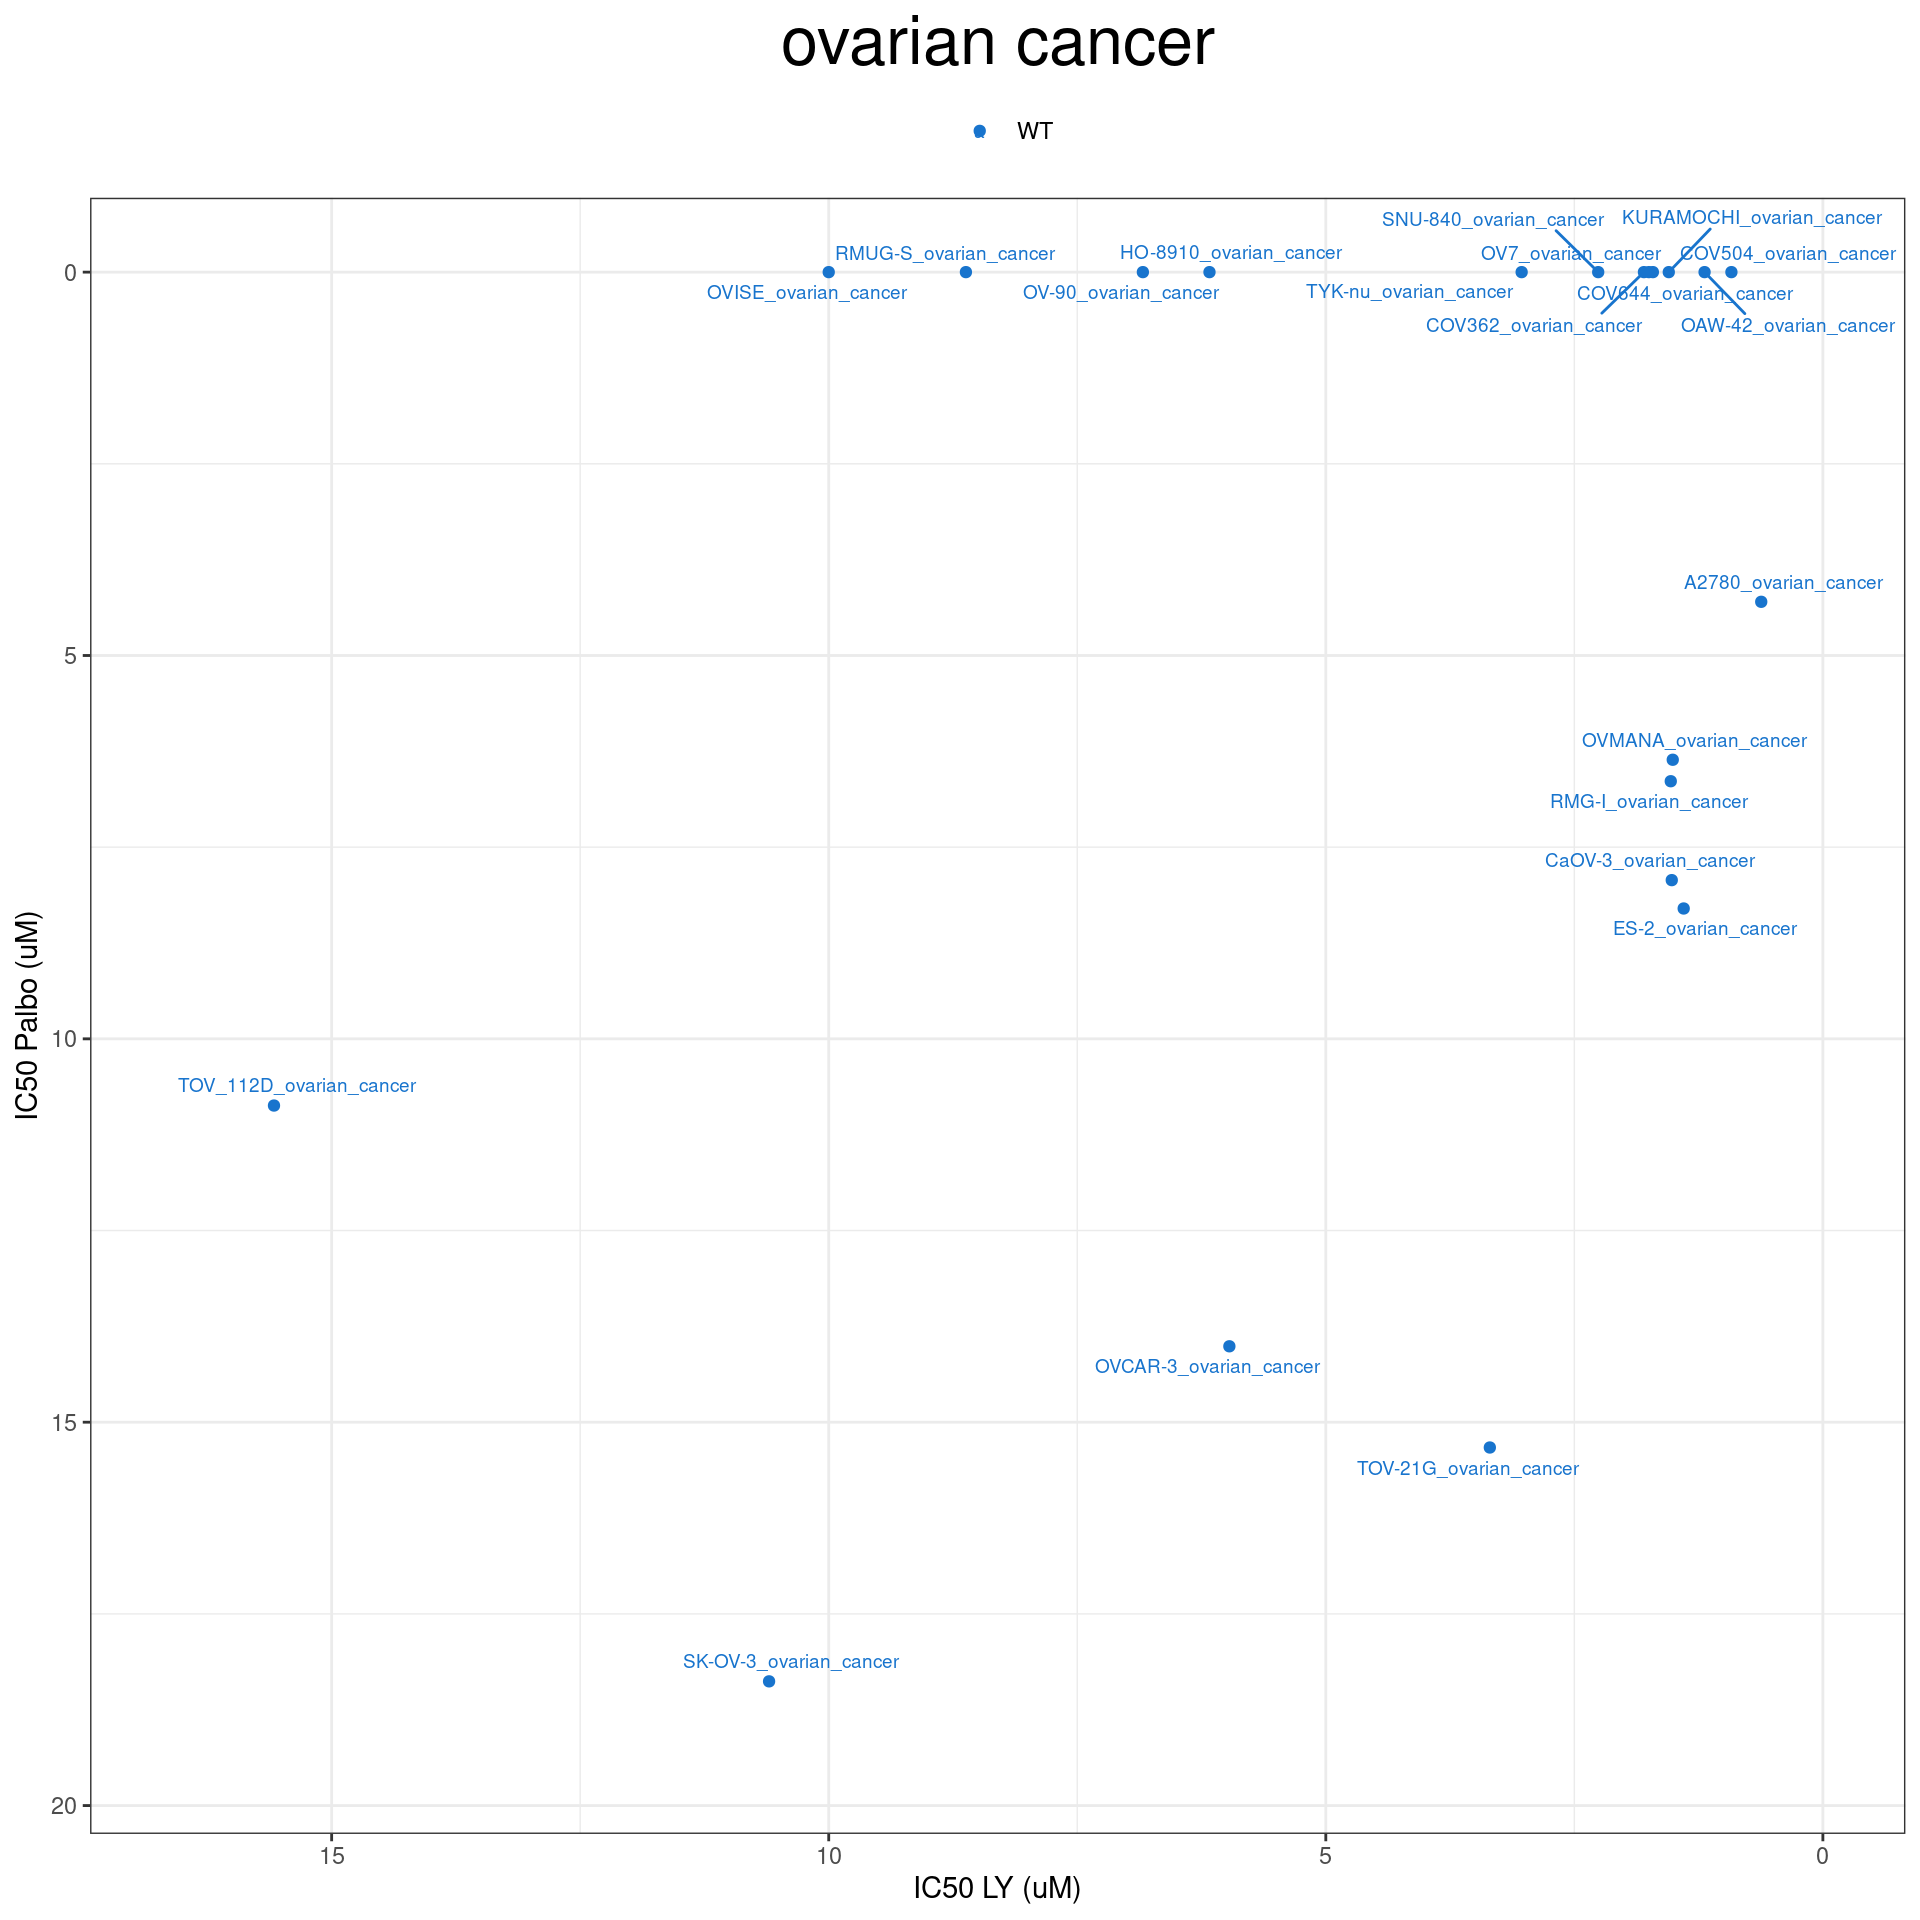 ovarian cancer
WT
SNU-840_ovarian_cancer
KURAMOCHI_ovarian_cancer
RMUG-S_ovarian_cancer
HO-8910_ovarian_cancer
OV7_ovarian_cancer
COV504_ovarian_cancer
0
OVISE_ovarian_cancer
OV-90_ovarian_cancer
TYK-nu_ovarian_cancer
COV644_ovarian_cancer
COV362_ovarian_cancer
OAW-42_ovarian_cancer
A2780_ovarian_cancer
5
OVMANA_ovarian_cancer
RMG-I_ovarian_cancer
CaOV-3_ovarian_cancer
ES-2_ovarian_cancer
IC50 Palbo (uM)
10
TOV_112D_ovarian_cancer
OVCAR-3_ovarian_cancer
15
TOV-21G_ovarian_cancer
SK-OV-3_ovarian_cancer
20
15
10
5
0
IC50 LY (uM)